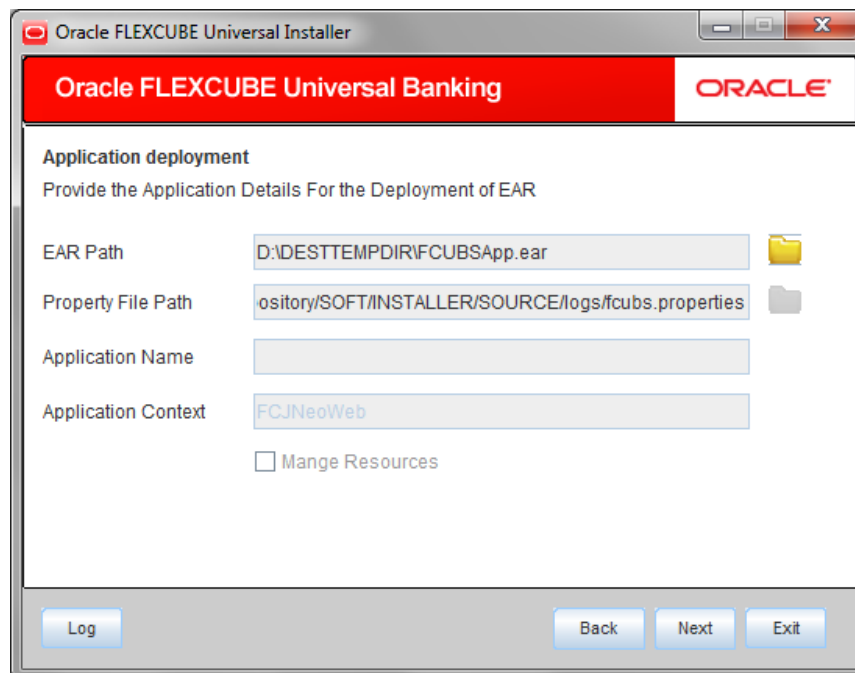 Oracle FLEXCUBE Universal Installer
Oracle FLEXCUBE Universal Banking
ORACLE
Application deployment
Provide the Application Details For the Deployment of EAR
EAR Path D:\DESTTEMPDIR\FCUBSApp.ear
Property File Path ository/SOFT/INSTALLER/SOURCE/logs/fcubs.properties
Application Name
Application Context FCJNeoWeb
Mange Resources
Log Back Next Exit